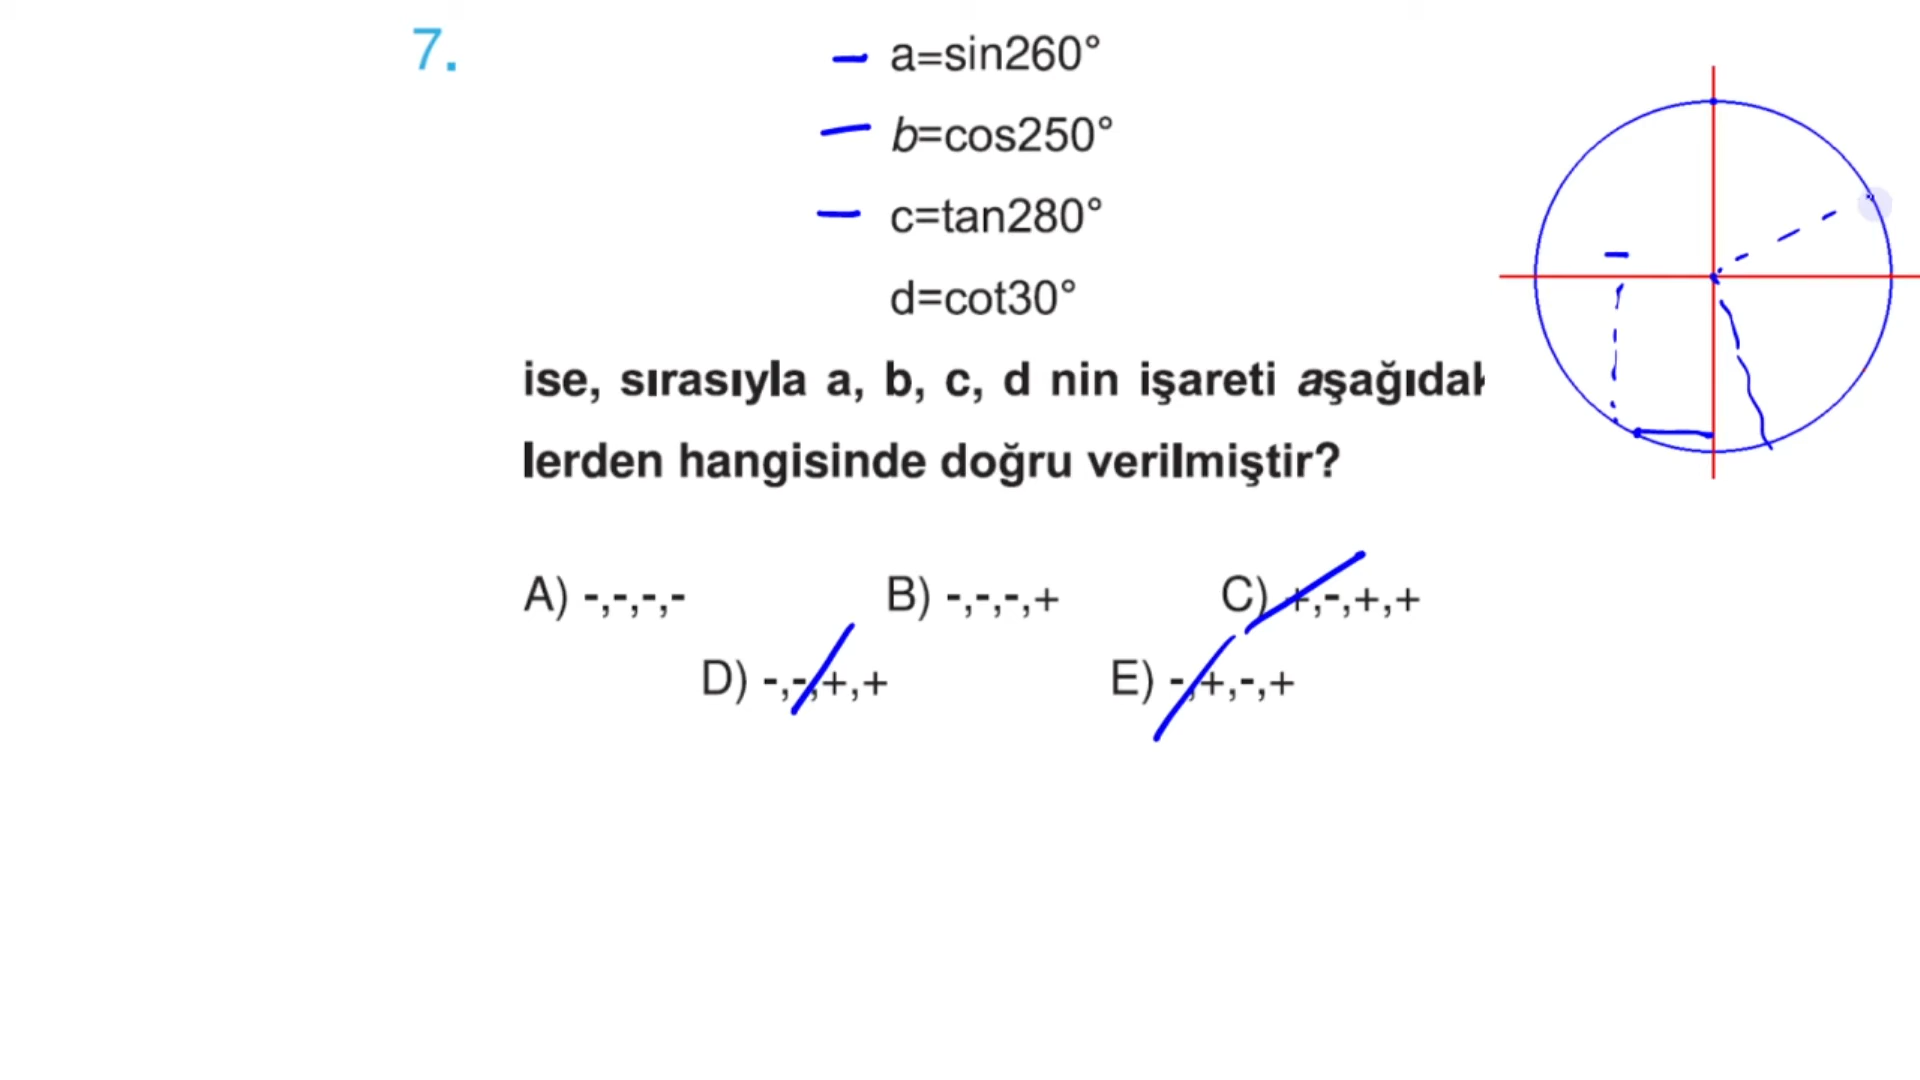 7.
a=sin260°
b=cos250°
c=tan280°
d=cot30°
ise, sırasıyla a, b, c, d nin işareti aşağıdak
lerden hangisinde doğru verilmiştir?
A) -,-,-,- B) -,-,-,+ C) +,-,+,+
D) -,-,+,+ E) -,+,-,+